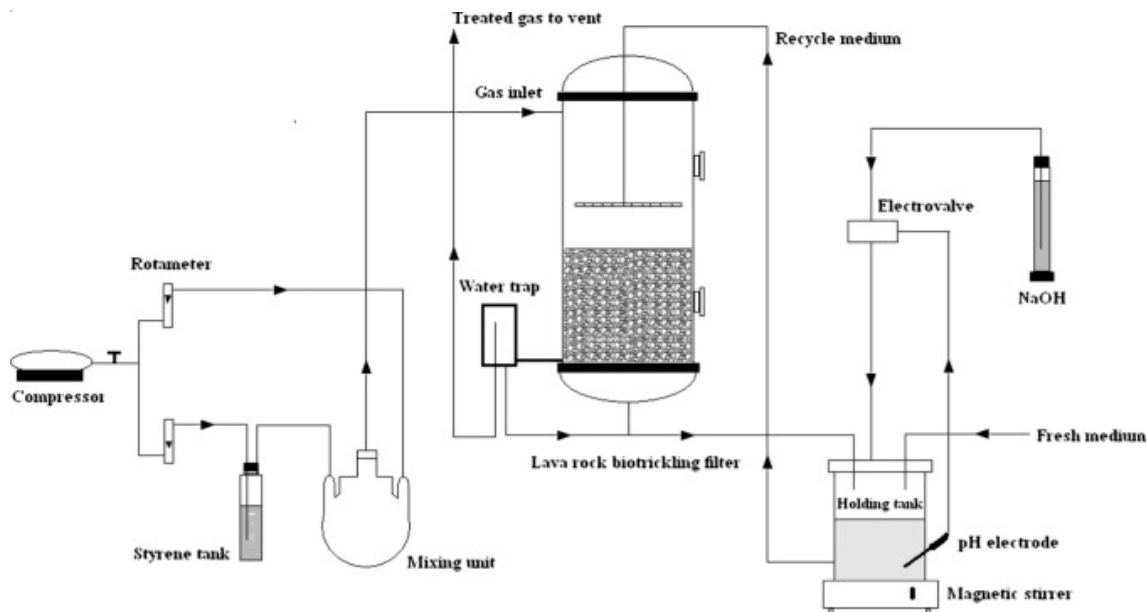 Treated gas to vent
Recycle medium
Gas inlet
Electrovalve
Rotameter
Water trap
NaOH
Compressor
Fresh medium
Lava rock biotrickling filter
Holding tank
Styrene tank
Mixing unit
pH electrode
Magnetic stirrer